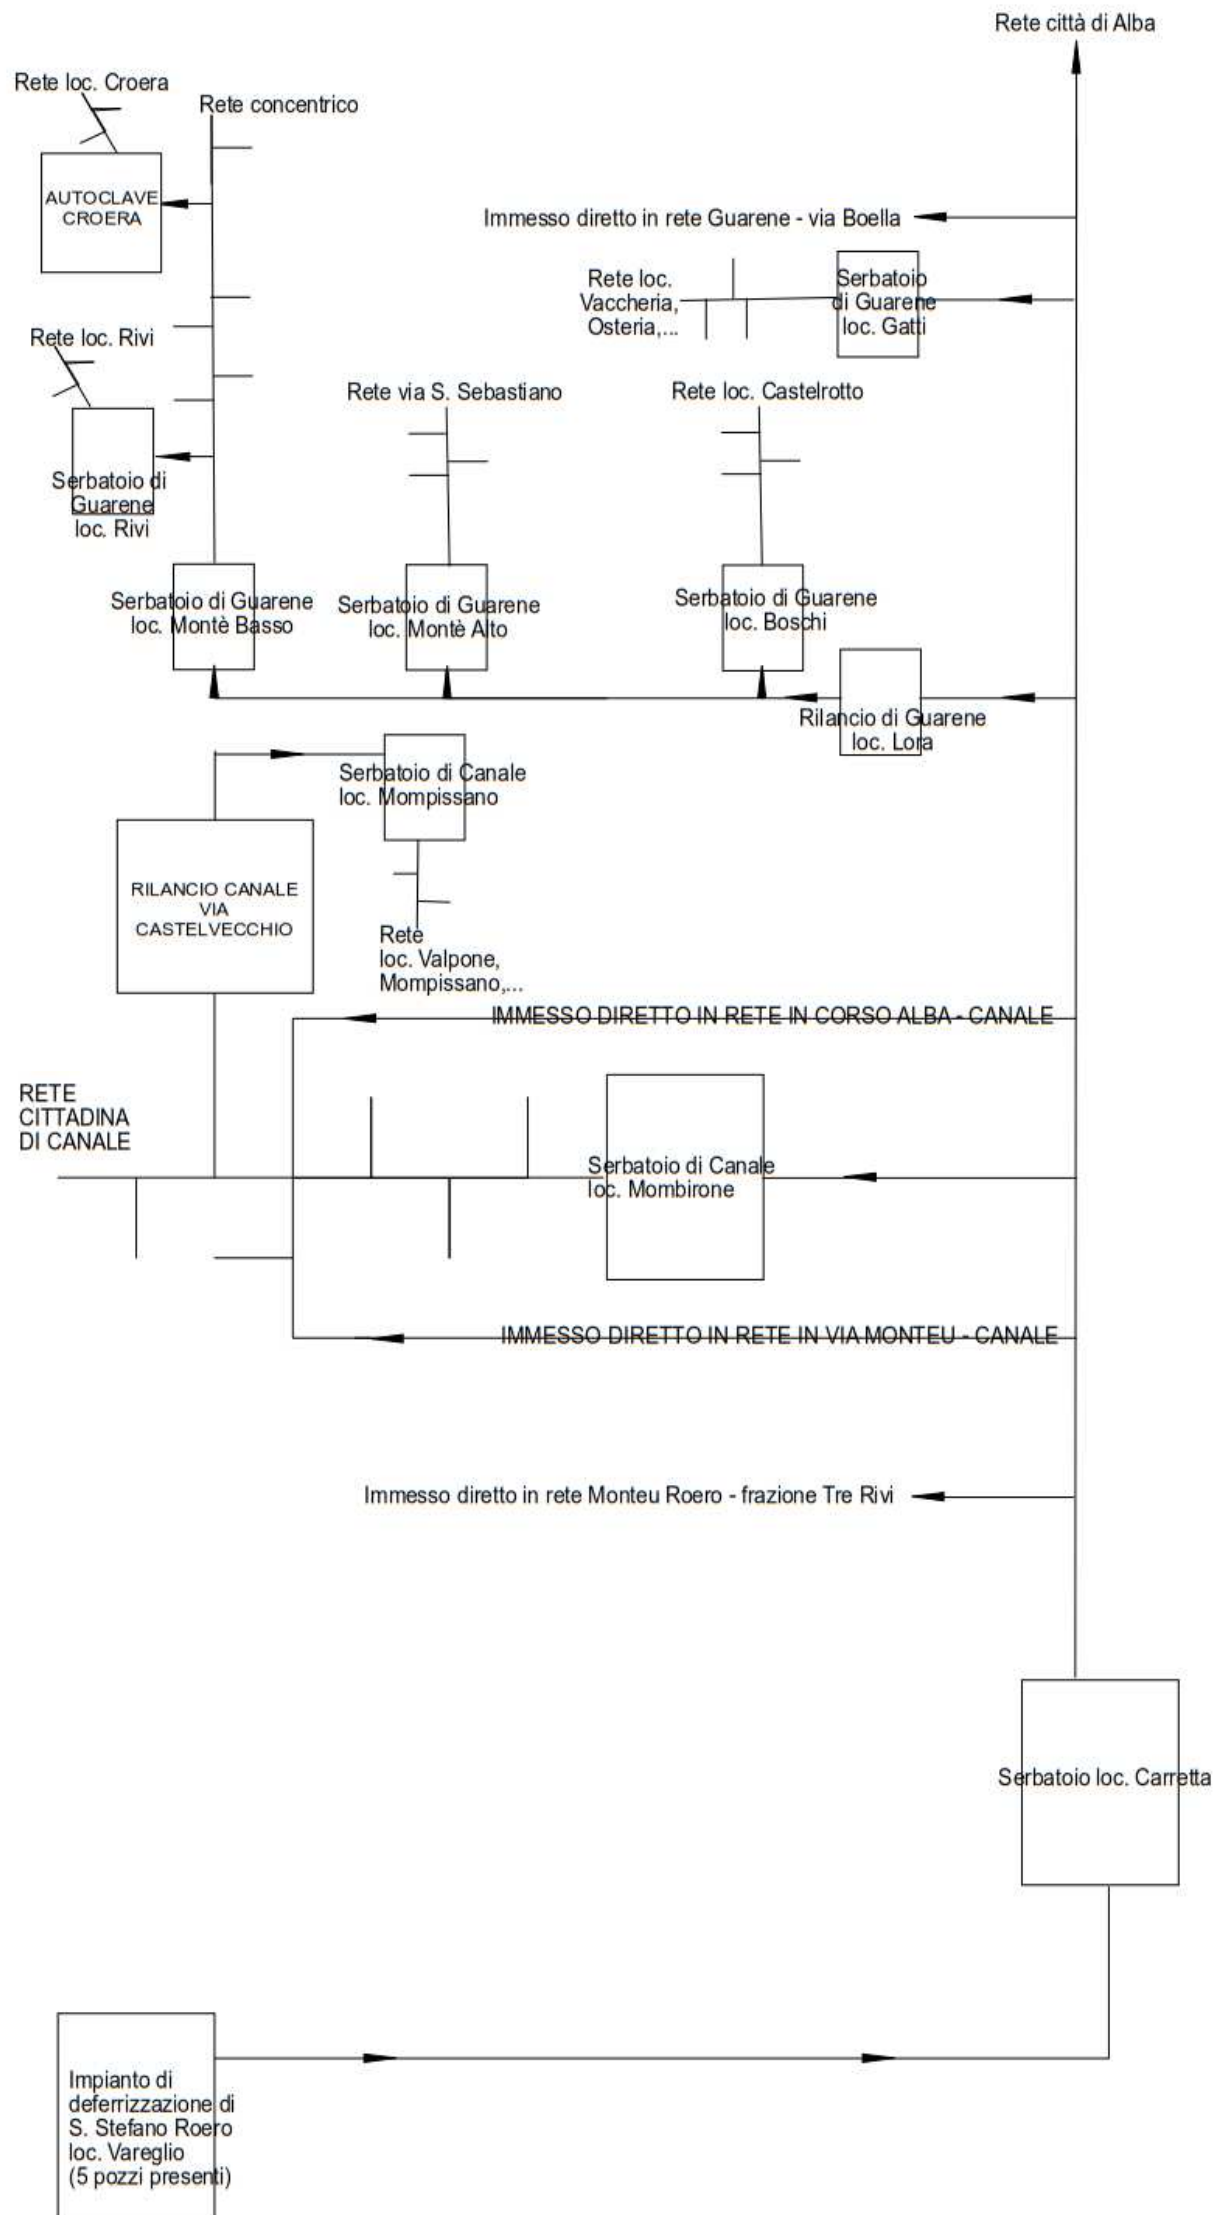 Rete città di Alba
Rete loc. Croera
Rete concentrico
AUTOCLAVE
CROERA
Immesso diretto in rete Guarene - via Boella
Rete loc.
Vaccheria,
Osteria,...
Serbatoio
di Guarene
loc. Gatti
Rete loc. Rivi
Rete via S. Sebastiano
Rete loc. Castelrotto
Serbatoio di
Guarene
loc. Rivi
Serbatoio di Guarene
loc. Montè Basso
Serbatoio di Guarene
loc. Montè Alto
Serbatoio di Guarene
loc. Boschi
Rilancio di Guarene
loc. Lora
Serbatoio di Canale
loc. Mompissano
RILANCIO CANALE
VIA
CASTELVECCHIO
Rete
loc. Valpone,
Mompissano,...
IMMESSO DIRETTO IN RETE IN CORSO ALBA - CANALE
RETE
CITTADINA
DI CANALE
Serbatoio di Canale
loc. Mombirone
IMMESSO DIRETTO IN RETE IN VIA MONTEU - CANALE
Immesso diretto in rete Monteu Roero - frazione Tre Rivi
Serbatoio loc. Carretta
Impianto di
deferrizzazione di
S. Stefano Roero
loc. Vareglio
(5 pozzi presenti)